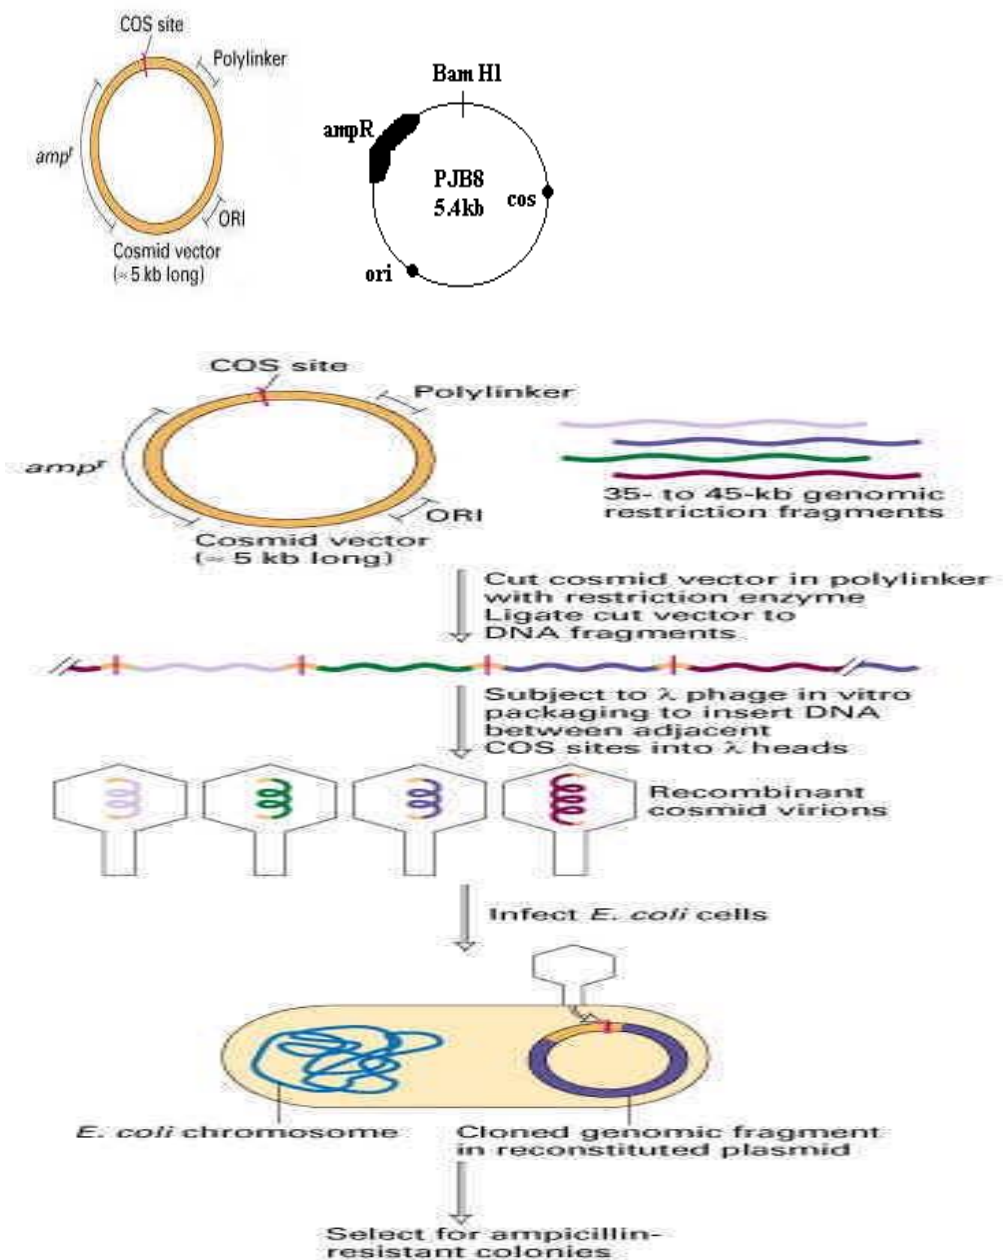 COS site
Polylinker
ampʳ
ORI
Cosmid vector
(≈ 5 kb long)
Bam Hl
ampR
PJB8
5.4kb
cos
ori
COS site
Polylinker
ampʳ
ORI
Cosmid vector
(≈ 5 kb long)
35- to 45-kb genomic
restriction fragments
Cut cosmid vector in polylinker
with restriction enzyme
Ligate cut vector to
DNA fragments
Subject to λ phage in vitro
packaging to insert DNA
between adjacent
COS sites into λ heads
Recombinant
cosmid virions
Infect E. coli cells
E. coli chromosome
Cloned genomic fragment
in reconstituted plasmid
Select for ampicillin-
resistant colonies